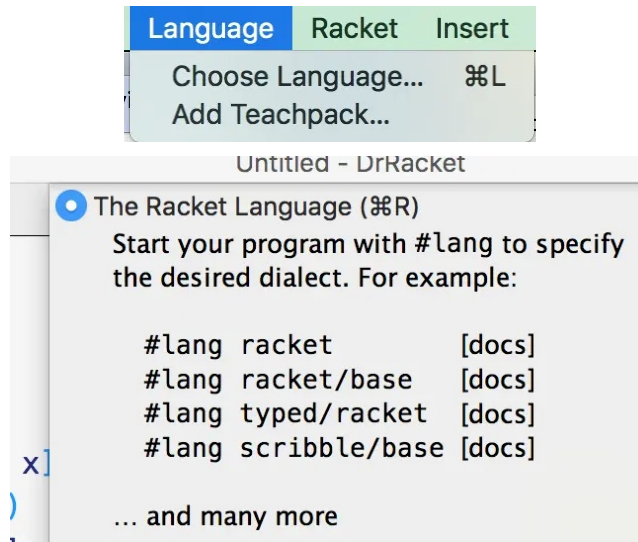 Language Racket Insert
Choose Language... ⌘L
Add Teachpack...
Untitled - DrRacket
The Racket Language (⌘R)
Start your program with #lang to specify
the desired dialect. For example:
#lang racket [docs]
#lang racket/base [docs]
#lang typed/racket [docs]
#lang scribble/base [docs]
x]
)
... and many more